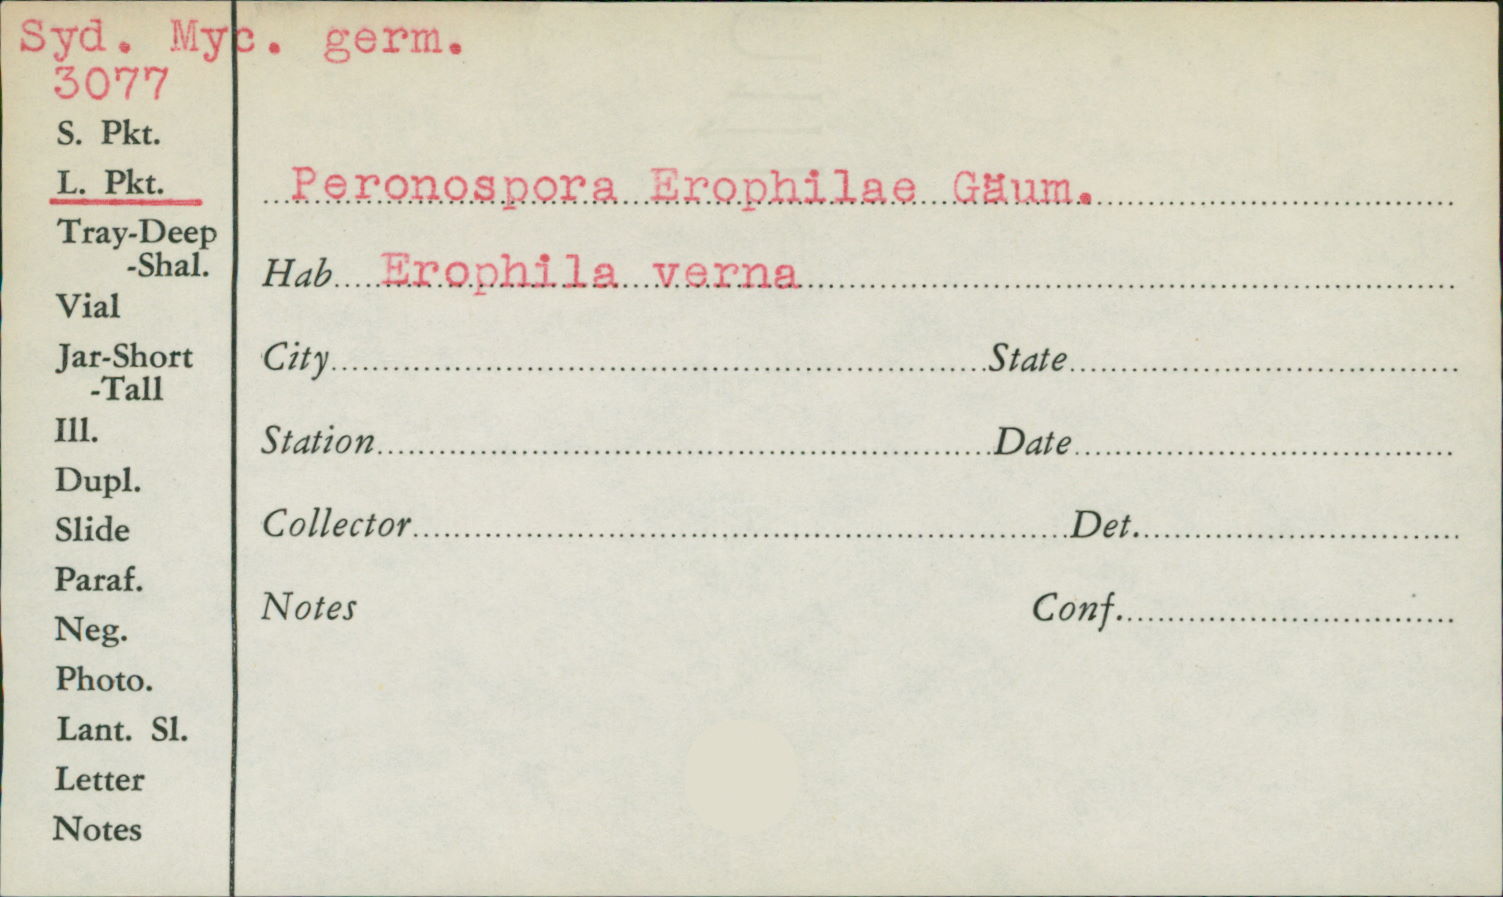 Syd. Myc. germ.
3077
S. Pkt.
L. Pkt.
Tray-Deep
-Shal.
Vial
Jar-Short
-Tall
Ill.
Dupl.
Slide
Paraf.
Neg.
Photo.
Lant. Sl.
Letter
Notes
Peronospora Erophilae Gäum.
Hab Erophila verna
City State
Station Date
Collector Det.
Notes Conf.